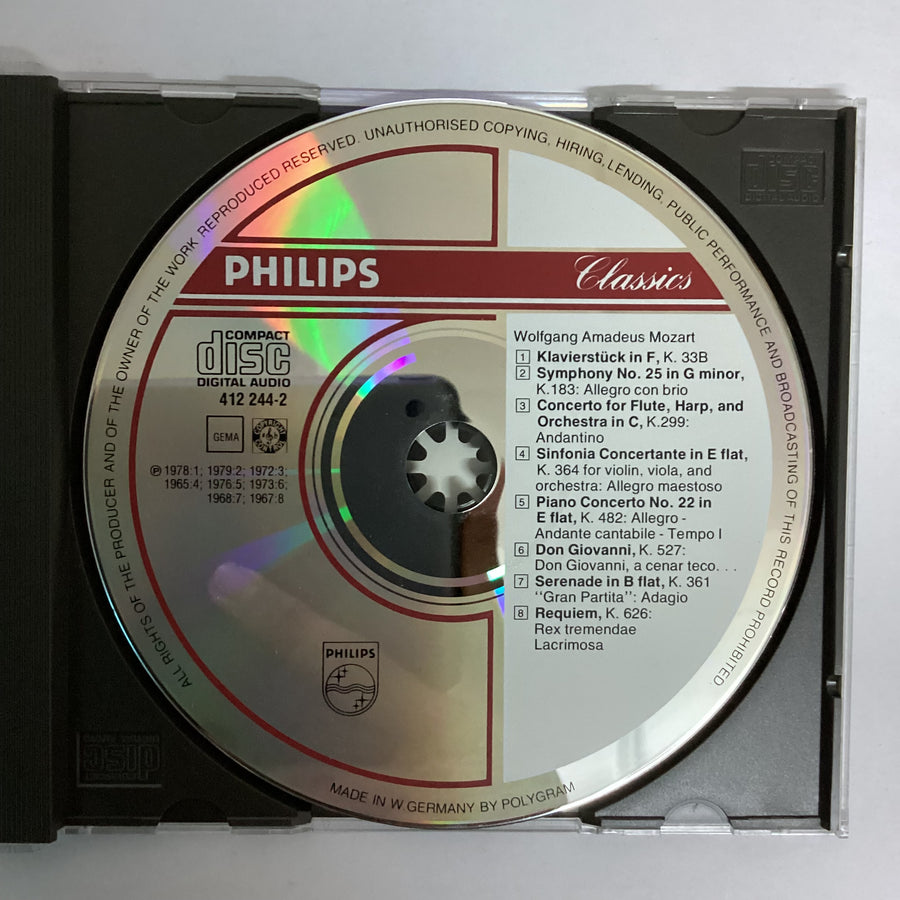 ALL RIGHTS OF THE PRODUCER AND OF THE OWNER OF THE WORK REPRODUCED RESERVED. UNAUTHORISED COPYING, HIRING, LENDING, PUBLIC PERFORMANCE AND BROADCASTING OF THIS RECORD PROHIBITED.
COMPACT
disc
DIGITAL AUDIO
PHILIPS
Classics
COMPACT
disc
DIGITAL AUDIO
412 244-2
GEMA
COPYRIGHT
CONTROL
℗ 1978:1; 1979:2; 1972:3;
1965:4; 1976:5; 1973:6;
1968:7; 1967:8
Wolfgang Amadeus Mozart
1 Klavierstück in F, K. 33B
2 Symphony No. 25 in G minor,
K.183: Allegro con brio
3 Concerto for Flute, Harp, and
Orchestra in C, K.299:
Andantino
4 Sinfonia Concertante in E flat,
K. 364 for violin, viola, and
orchestra: Allegro maestoso
5 Piano Concerto No. 22 in
E flat, K. 482: Allegro -
Andante cantabile - Tempo I
6 Don Giovanni, K. 527:
Don Giovanni, a cenar teco. . .
7 Serenade in B flat, K. 361
‘‘Gran Partita’’: Adagio
8 Requiem, K. 626:
Rex tremendae
Lacrimosa
PHILIPS
COMPACT
disc
DIGITAL AUDIO
MADE IN W. GERMANY BY POLYGRAM